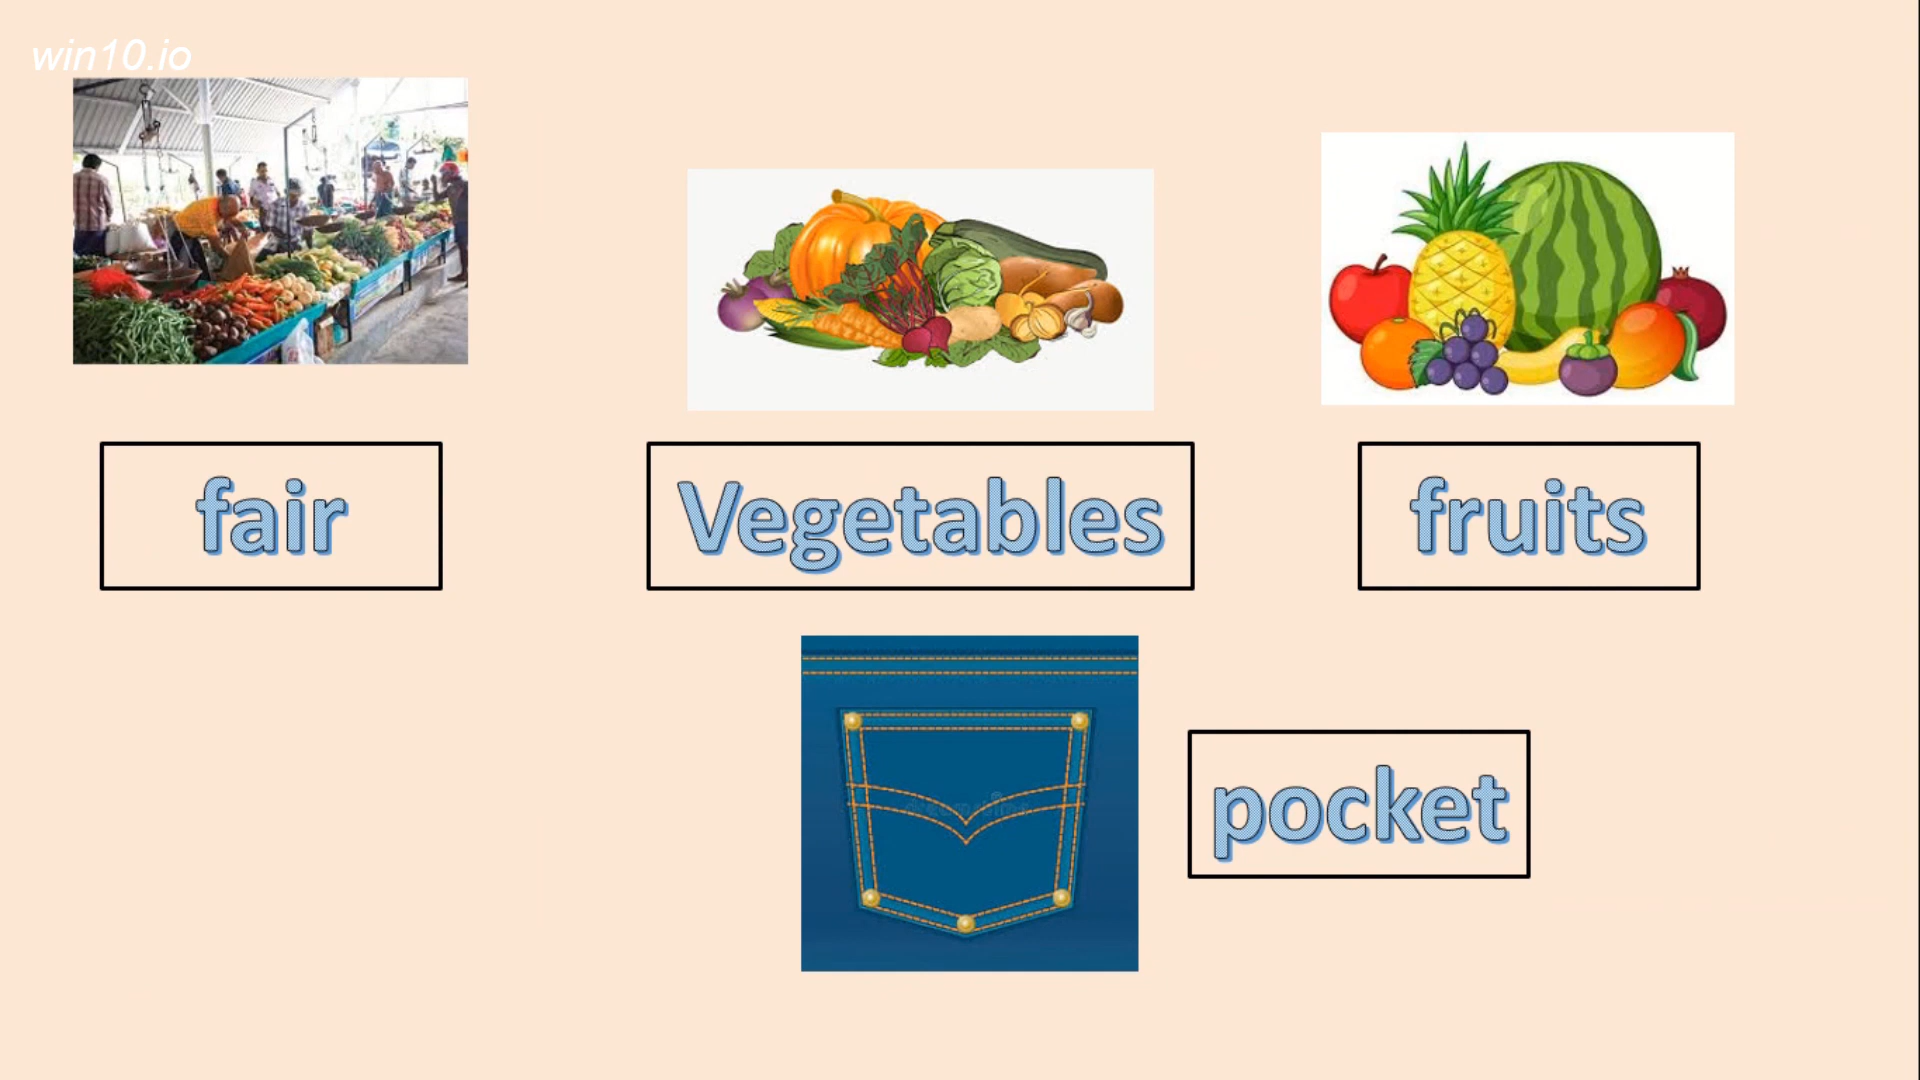 win10.io
fair
Vegetables
fruits
pocket